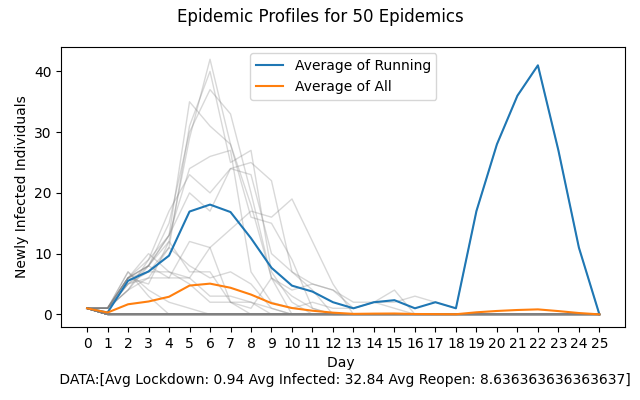 Epidemic Profiles for 50 Epidemics
Average of Running
Average of All
Newly Infected Individuals
40
30
20
10
0
0 1 2 3 4 5 6 7 8 9 10 11 12 13 14 15 16 17 18 19 20 21 22 23 24 25
Day
DATA:[Avg Lockdown: 0.94 Avg Infected: 32.84 Avg Reopen: 8.636363636363637]